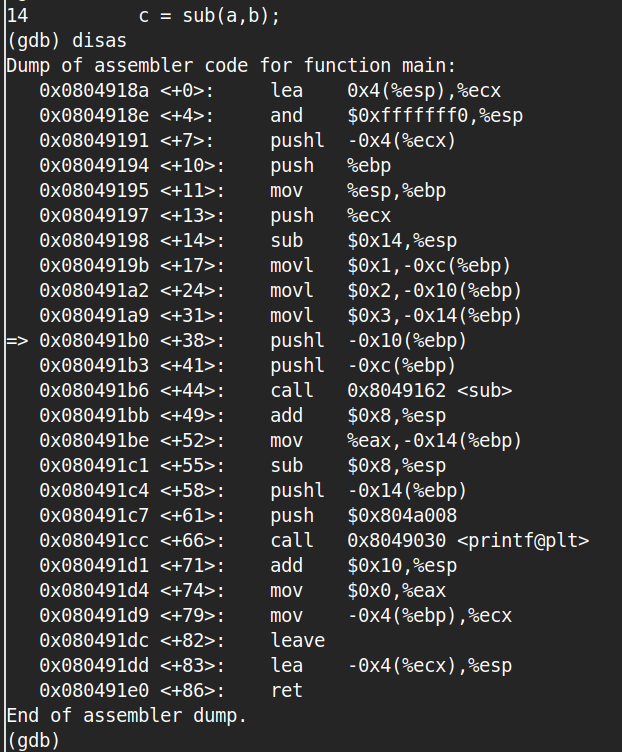 14          c = sub(a,b);
(gdb) disas
Dump of assembler code for function main:
   0x0804918a <+0>:     lea    0x4(%esp),%ecx
   0x0804918e <+4>:     and    $0xfffffff0,%esp
   0x08049191 <+7>:     pushl  -0x4(%ecx)
   0x08049194 <+10>:    push   %ebp
   0x08049195 <+11>:    mov    %esp,%ebp
   0x08049197 <+13>:    push   %ecx
   0x08049198 <+14>:    sub    $0x14,%esp
   0x0804919b <+17>:    movl   $0x1,-0xc(%ebp)
   0x080491a2 <+24>:    movl   $0x2,-0x10(%ebp)
   0x080491a9 <+31>:    movl   $0x3,-0x14(%ebp)
=> 0x080491b0 <+38>:    pushl  -0x10(%ebp)
   0x080491b3 <+41>:    pushl  -0xc(%ebp)
   0x080491b6 <+44>:    call   0x8049162 <sub>
   0x080491bb <+49>:    add    $0x8,%esp
   0x080491be <+52>:    mov    %eax,-0x14(%ebp)
   0x080491c1 <+55>:    sub    $0x8,%esp
   0x080491c4 <+58>:    pushl  -0x14(%ebp)
   0x080491c7 <+61>:    push   $0x804a008
   0x080491cc <+66>:    call   0x8049030 <printf@plt>
   0x080491d1 <+71>:    add    $0x10,%esp
   0x080491d4 <+74>:    mov    $0x0,%eax
   0x080491d9 <+79>:    mov    -0x4(%ebp),%ecx
   0x080491dc <+82>:    leave
   0x080491dd <+83>:    lea    -0x4(%ecx),%esp
   0x080491e0 <+86>:    ret
End of assembler dump.
(gdb)